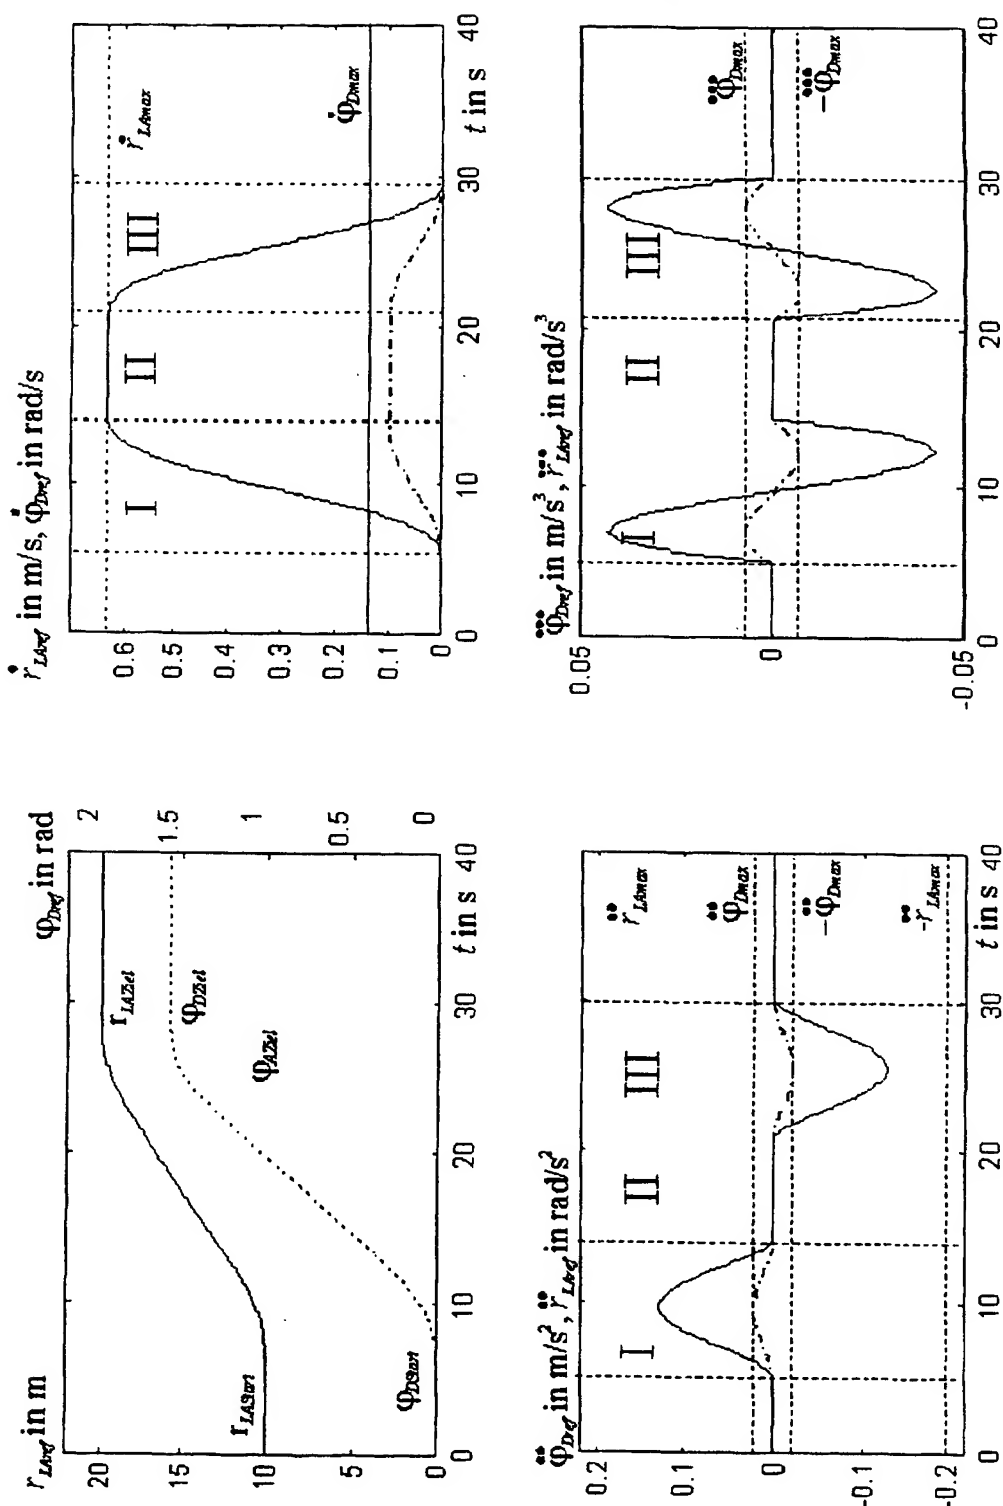 r_LAref in m
φ_Dref in rad
20
15
10
5
0
2
1.5
1
0.5
0
r_LAStart
φ_DStart
r_LAZiel
φ_DZiel
φ_AZiel
0
10
20
30
40
t in s
ṙ_LAref in m/s, φ̇_Dref in rad/s
0.6
0.5
0.4
0.3
0.2
0.1
0
I
II
III
ṙ_LAmax
φ̇_Dmax
0
10
20
30
40
t in s
φ̈_Dref in m/s², r̈_LAref in rad/s²
0.2
0.1
0
-0.1
-0.2
I
II
III
r̈_LAmax
φ̈_Dmax
–φ̈_Dmax
-r̈_LAmax
0
10
20
30
40
t in s
φ⃛_Dref in m/s³, r⃛_LAref in rad/s³
0.05
0
-0.05
I
II
III
φ⃛_Dmax
–φ⃛_Dmax
0
10
20
30
40